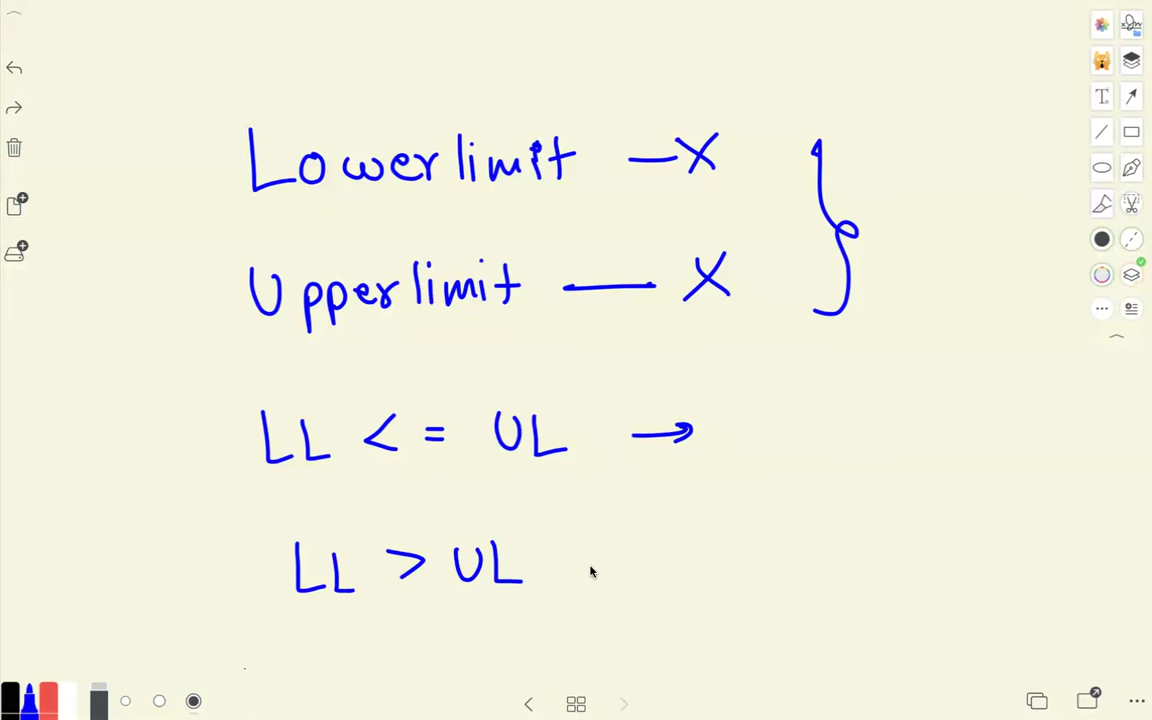 Lowerlimit — X
Upperlimit — X
LL < = UL →
LL > UL